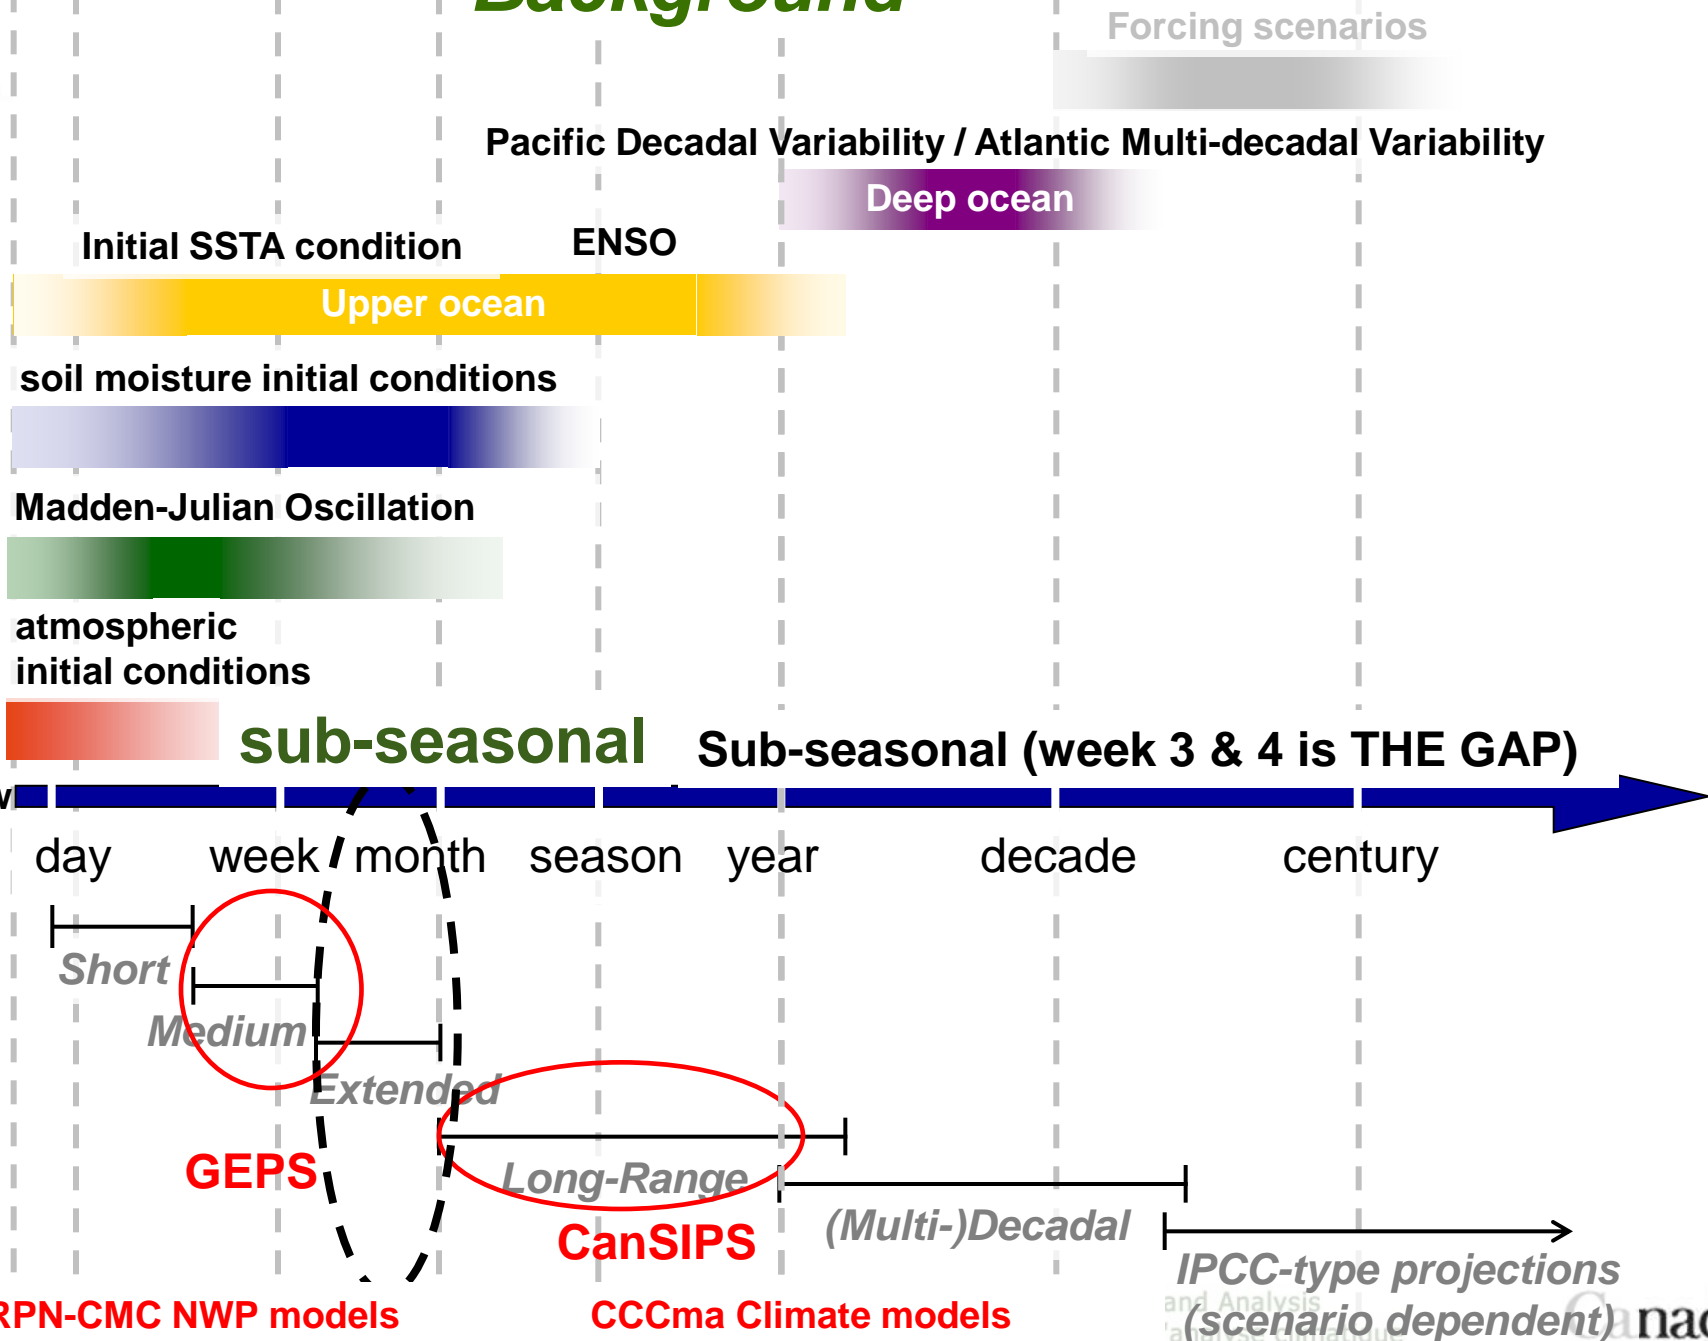 Background
Forcing scenarios
Pacific Decadal Variability / Atlantic Multi-decadal Variability
Deep ocean
Initial SSTA condition
ENSO
Upper ocean
soil moisture initial conditions
Madden-Julian Oscillation
atmospheric
initial conditions
sub-seasonal
Sub-seasonal (week 3 & 4 is THE GAP)
day week month season year decade century
Short
Medium
Extended
GEPS
Long-Range
CanSIPS
(Multi-)Decadal
IPCC-type projections
(scenario dependent)
RPN-CMC NWP models
CCCma Climate models
and Analysis